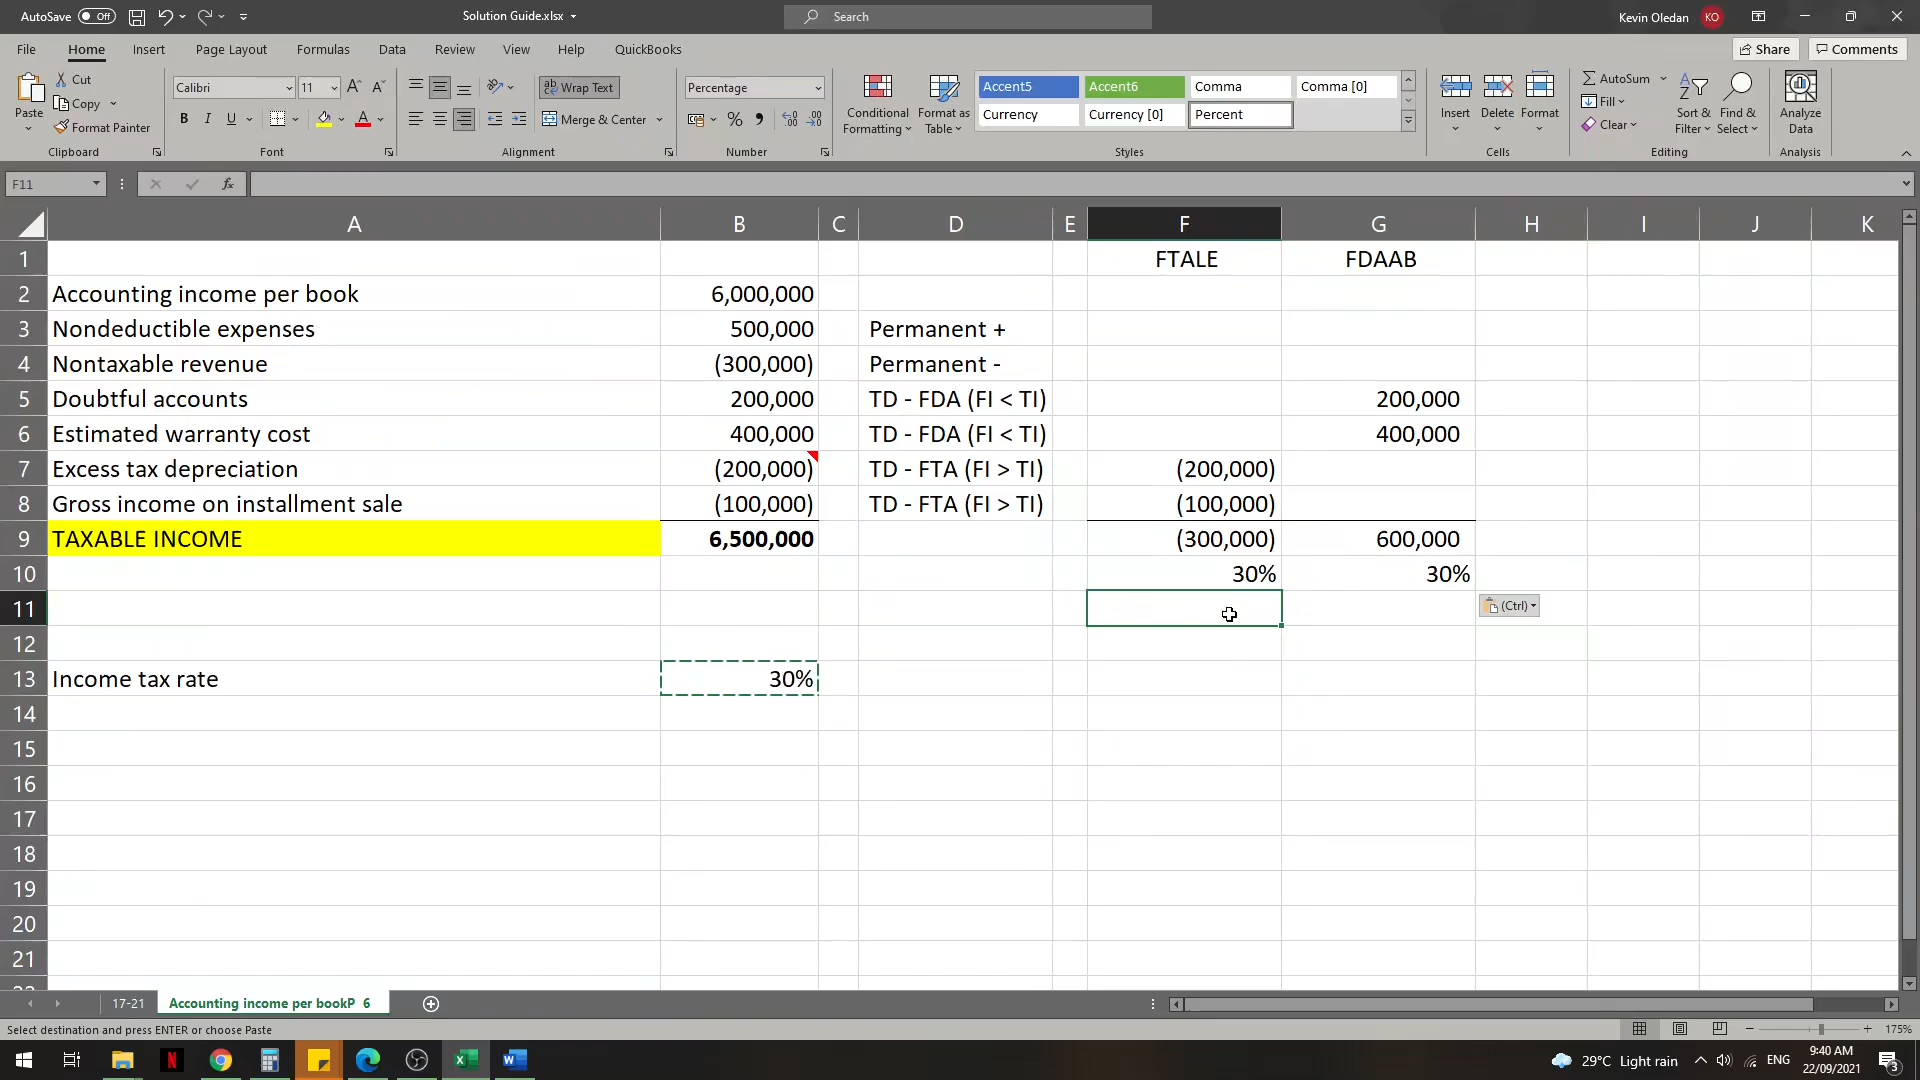 AutoSave Off Solution Guide.xlsx Search Kevin Oledan KO
File Home Insert Page Layout Formulas Data Review View Help QuickBooks Share Comments
Paste Cut Copy Format Painter
Clipboard
Calibri 11
B I U
Font
Wrap Text
Merge & Center
Alignment
Percentage
Number
Conditional Formatting
Format as Table
Accent5 Accent6 Comma Comma [0]
Currency Currency [0] Percent
Styles
Insert Delete Format
Cells
AutoSum
Fill
Clear
Sort & Filter
Find & Select
Editing
Analyze Data
Analysis
F11 fx
A B C D E F G H I J K
1 FTALE FDAAB
2 Accounting income per book 6,000,000
3 Nondeductible expenses 500,000 Permanent +
4 Nontaxable revenue (300,000) Permanent -
5 Doubtful accounts 200,000 TD - FDA (FI < TI) 200,000
6 Estimated warranty cost 400,000 TD - FDA (FI < TI) 400,000
7 Excess tax depreciation (200,000) TD - FTA (FI > TI) (200,000)
8 Gross income on installment sale (100,000) TD - FTA (FI > TI) (100,000)
9 TAXABLE INCOME 6,500,000 (300,000) 600,000
10 30% 30%
11 (Ctrl)
12
13 Income tax rate 30%
14
15
16
17
18
19
20
21
17-21 Accounting income per bookP 6
Select destination and press ENTER or choose Paste 175%
29°C Light rain ENG 9:40 AM
22/09/2021 3